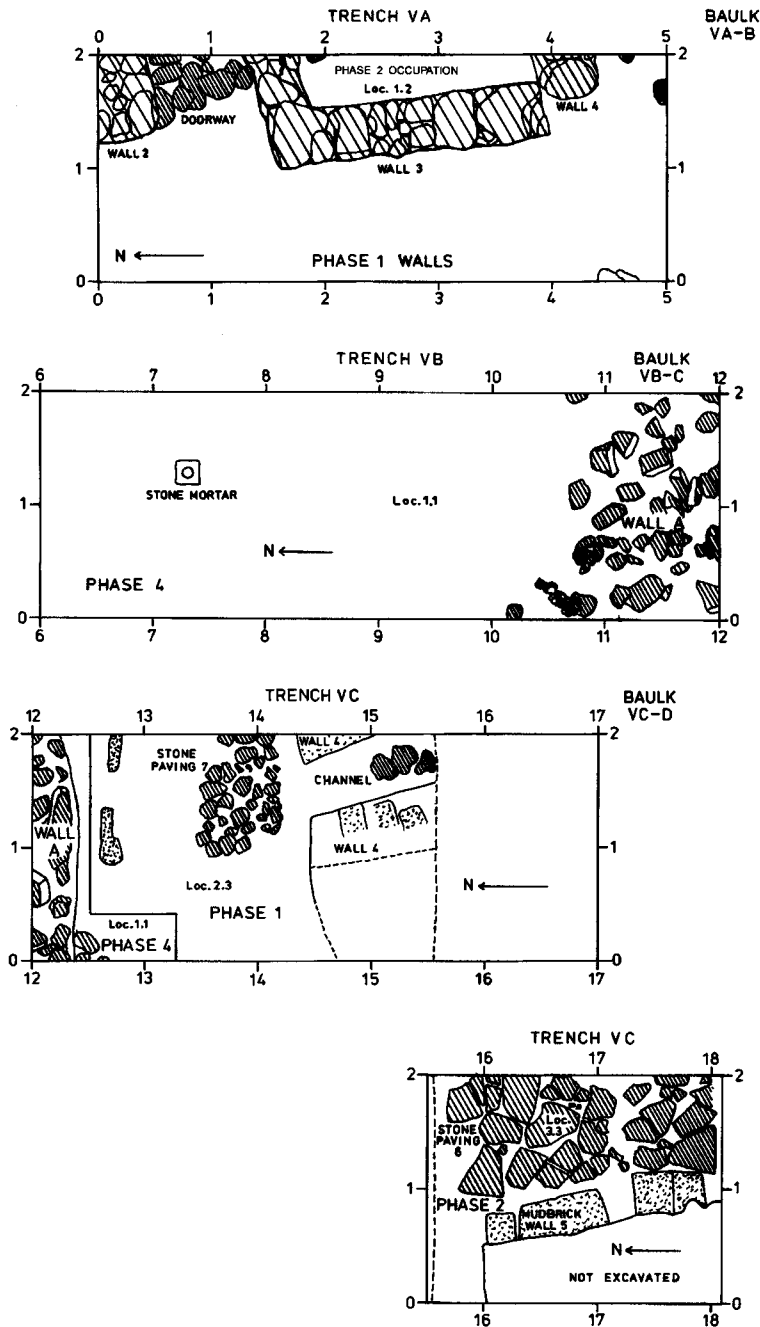 TRENCH VA
BAULK
VA-B
0 1 2 3 4 5
2 2
PHASE 2 OCCUPATION
Loc. 1.2
WALL 4
DOORWAY
WALL 2
WALL 3
1 1
N
PHASE 1 WALLS
0 0
0 1 2 3 4 5
TRENCH VB
BAULK
VB-C
6 7 8 9 10 11 12
2 2
STONE MORTAR
Loc. 1.1
1 1
WALL A
N
PHASE 4
0 0
6 7 8 9 10 11 12
TRENCH VC
BAULK
VC-D
12 13 14 15 16 17
2 2
WALL 4
STONE
PAVING 7
CHANNEL
WALL
A
1 1
WALL 4
Loc. 2.3
N
PHASE 1
Loc. 1.1
PHASE 4
0 0
12 13 14 15 16 17
TRENCH VC
16 17 18
2 2
Loc.
3.3
STONE
PAVING
6
1 1
PHASE 2
MUDBRICK
WALL 5
N
NOT EXCAVATED
0 0
16 17 18